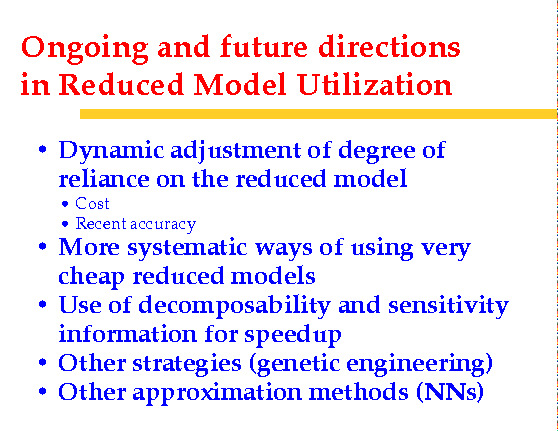 Ongoing and future directions
in Reduced Model Utilization
• Dynamic adjustment of degree of
reliance on the reduced model
• Cost
• Recent accuracy
• More systematic ways of using very
cheap reduced models
• Use of decomposability and sensitivity
information for speedup
• Other strategies (genetic engineering)
• Other approximation methods (NNs)